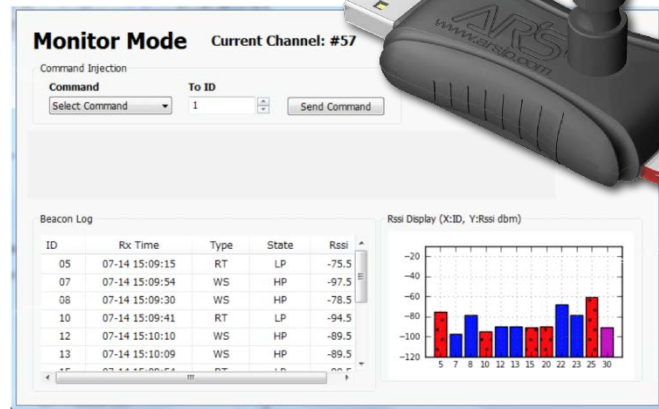 Monitor Mode Current Channel: #57
Command Injection
Command To ID
Select Command 1 Send Command
ARS
www.arsio.com
Beacon Log
ID Rx Time Type State Rssi
05 07-14 15:09:15 RT LP -75.5
07 07-14 15:09:54 WS HP -97.5
08 07-14 15:09:30 WS HP -78.5
10 07-14 15:09:41 RT LP -94.5
12 07-14 15:10:10 WS HP -89.5
13 07-14 15:10:09 WS HP -89.5
Rssi Display (X:ID, Y:Rssi dbm)
-20
-40
-60
-80
-100
-120
5 7 8 10 12 13 15 20 22 23 25 30